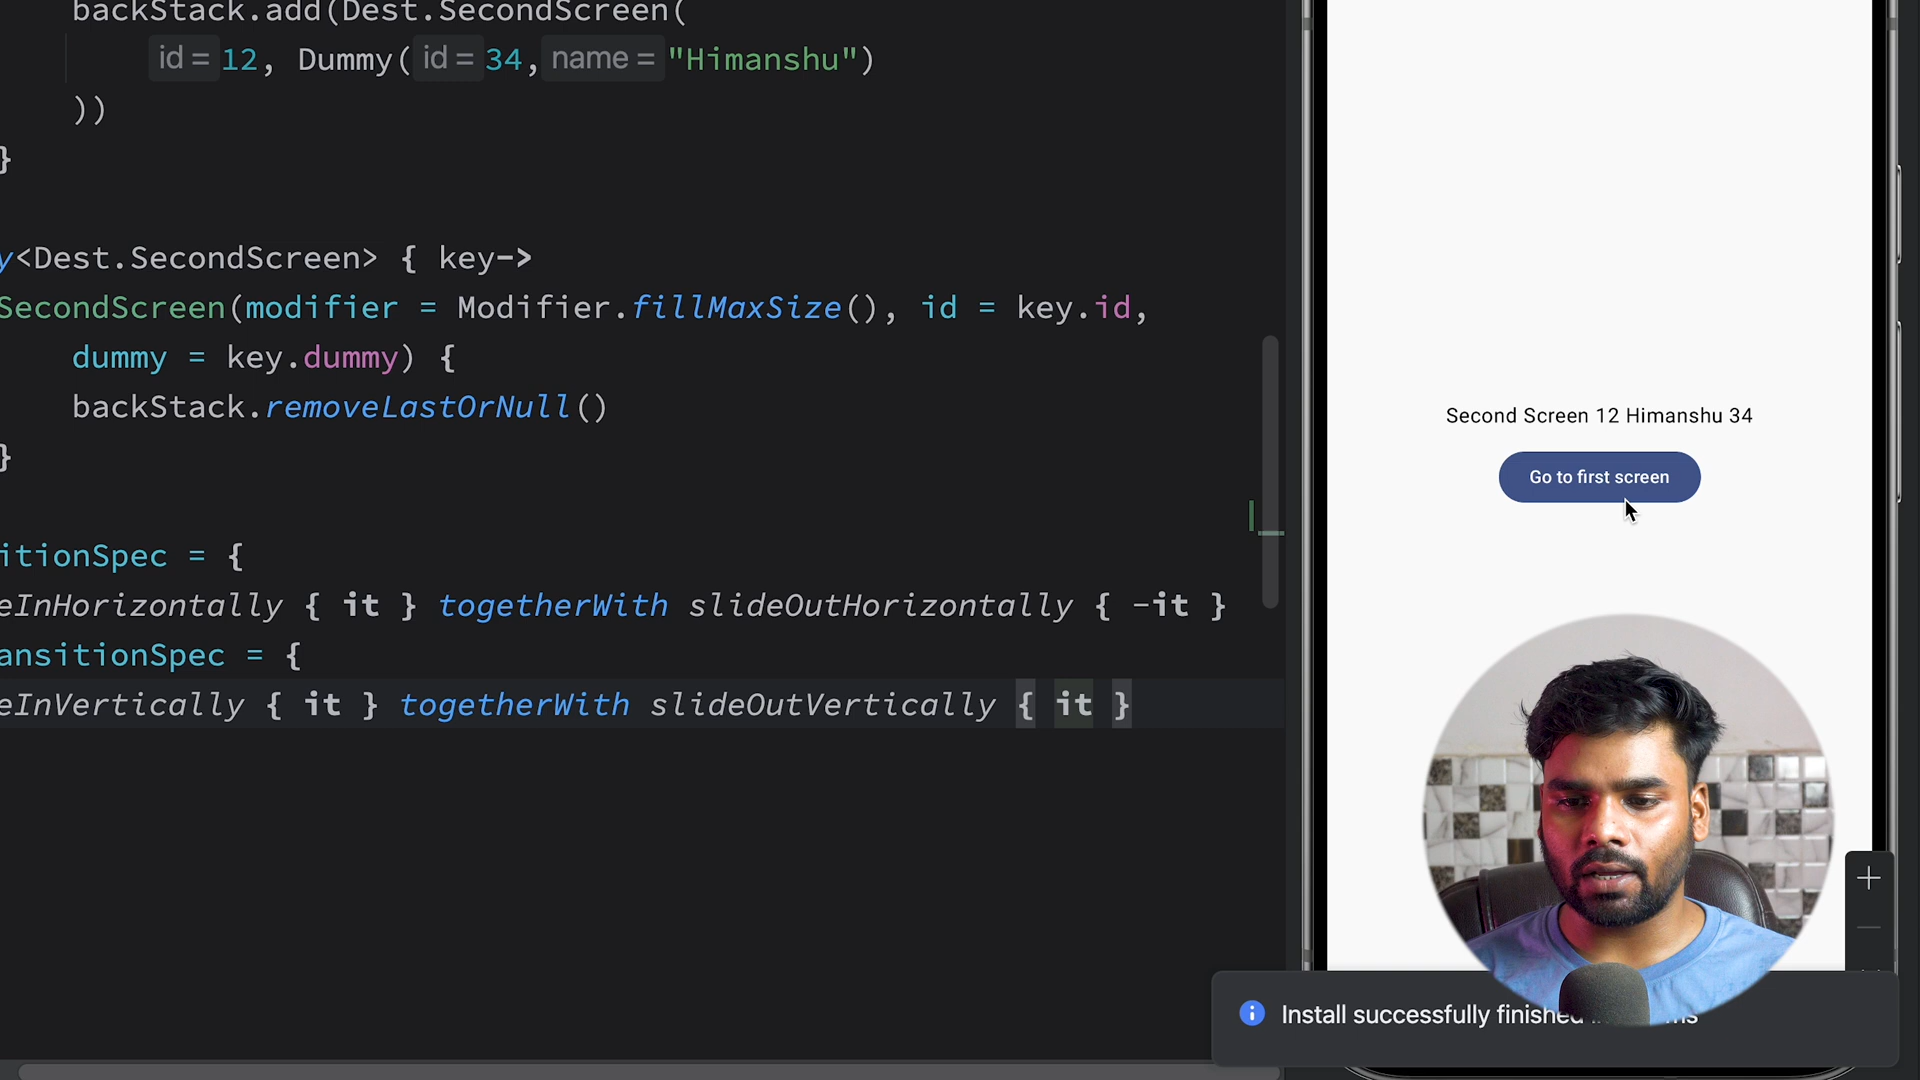 backStack.add(Dest.SecondScreen(
id = 12, Dummy( id = 34, name = "Himanshu")
))
}
y<Dest.SecondScreen> { key->
SecondScreen(modifier = Modifier.fillMaxSize(), id = key.id,
dummy = key.dummy) {
backStack.removeLastOrNull()
}
itionSpec = {
eInHorizontally { it } togetherWith slideOutHorizontally { -it }
ansitionSpec = {
eInVertically { it } togetherWith slideOutVertically { it }
Second Screen 12 Himanshu 34
Go to first screen
Install successfully finished